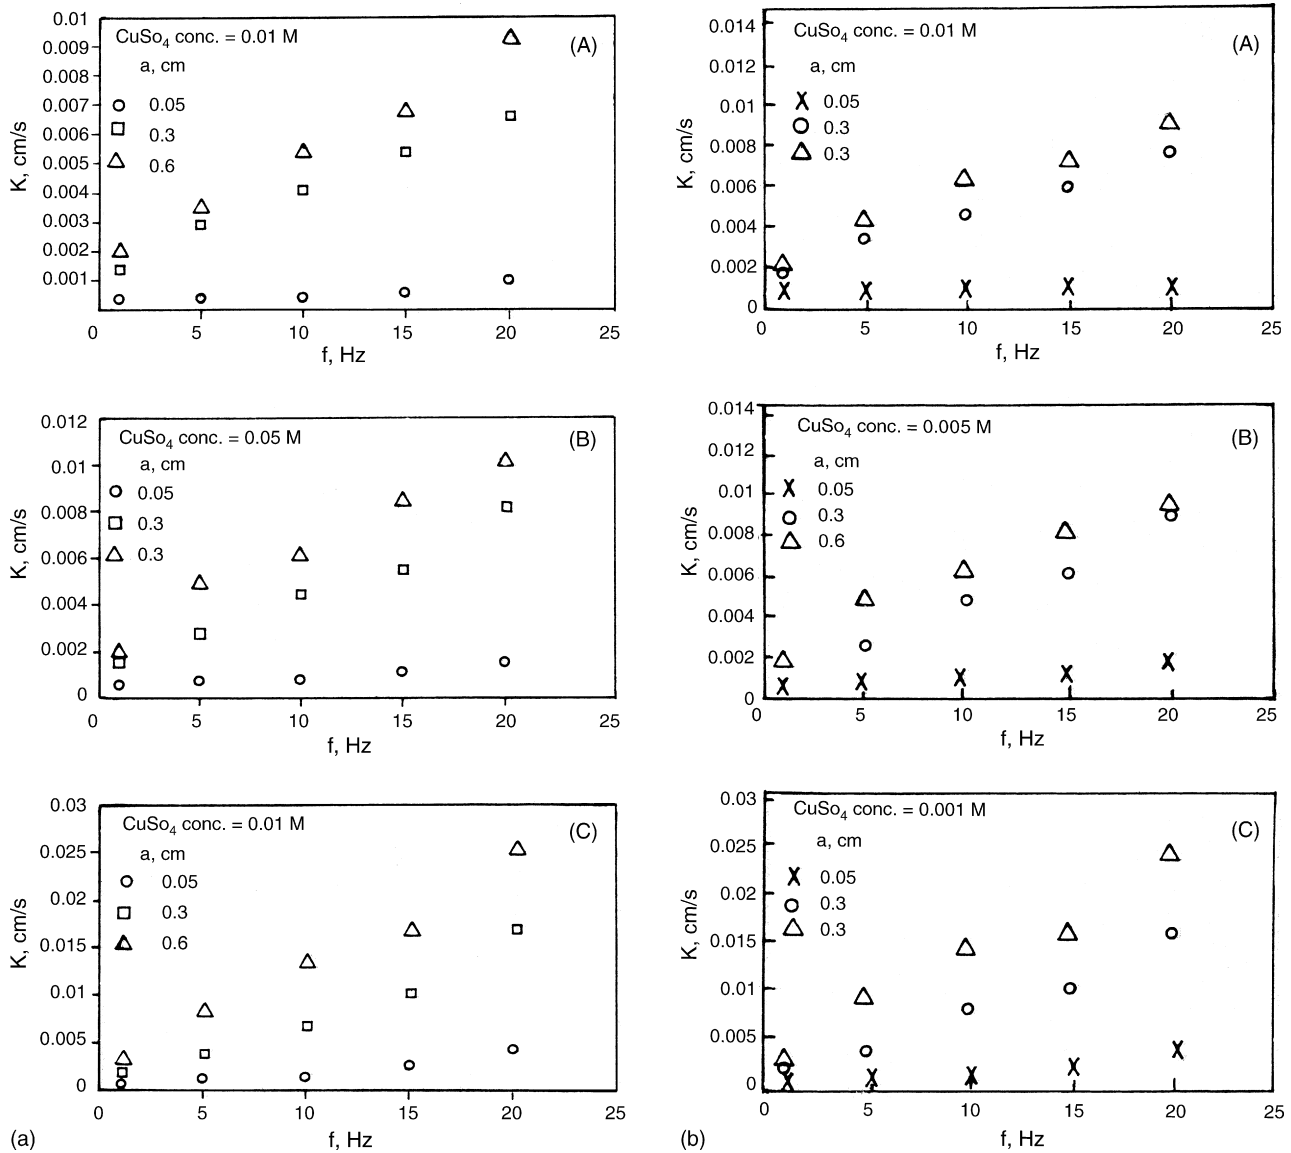 0.01
0.009
0.008
0.007
0.006
0.005
0.004
0.003
0.002
0.001
K, cm/s
CuSo₄ conc. = 0.01 M
(A)
a, cm
0.05
0.3
0.6
0 5 10 15 20 25
f, Hz
0.012
0.01
0.008
0.006
0.004
0.002
0
K, cm/s
CuSo₄ conc. = 0.05 M
(B)
a, cm
0.05
0.3
0.3
0 5 10 15 20 25
f, Hz
0.03
0.025
0.02
0.015
0.01
0.005
0
K, cm/s
CuSo₄ conc. = 0.01 M
(C)
a, cm
0.05
0.3
0.6
0 5 10 15 20 25
f, Hz
(a)
0.014
0.012
0.01
0.008
0.006
0.004
0.002
0
K, cm/s
CuSo₄ conc. = 0.01 M
(A)
a, cm
0.05
0.3
0.3
0 5 10 15 20 25
f, Hz
0.014
0.012
0.01
0.008
0.006
0.004
0.002
0
K, cm/s
CuSo₄ conc. = 0.005 M
(B)
a, cm
0.05
0.3
0.6
0 5 10 15 20 25
f, Hz
0.03
0.025
0.02
0.015
0.01
0.005
0
K, cm/s
CuSo₄ conc. = 0.001 M
(C)
a, cm
0.05
0.3
0.3
0 5 10 15 20 25
f, Hz
(b)